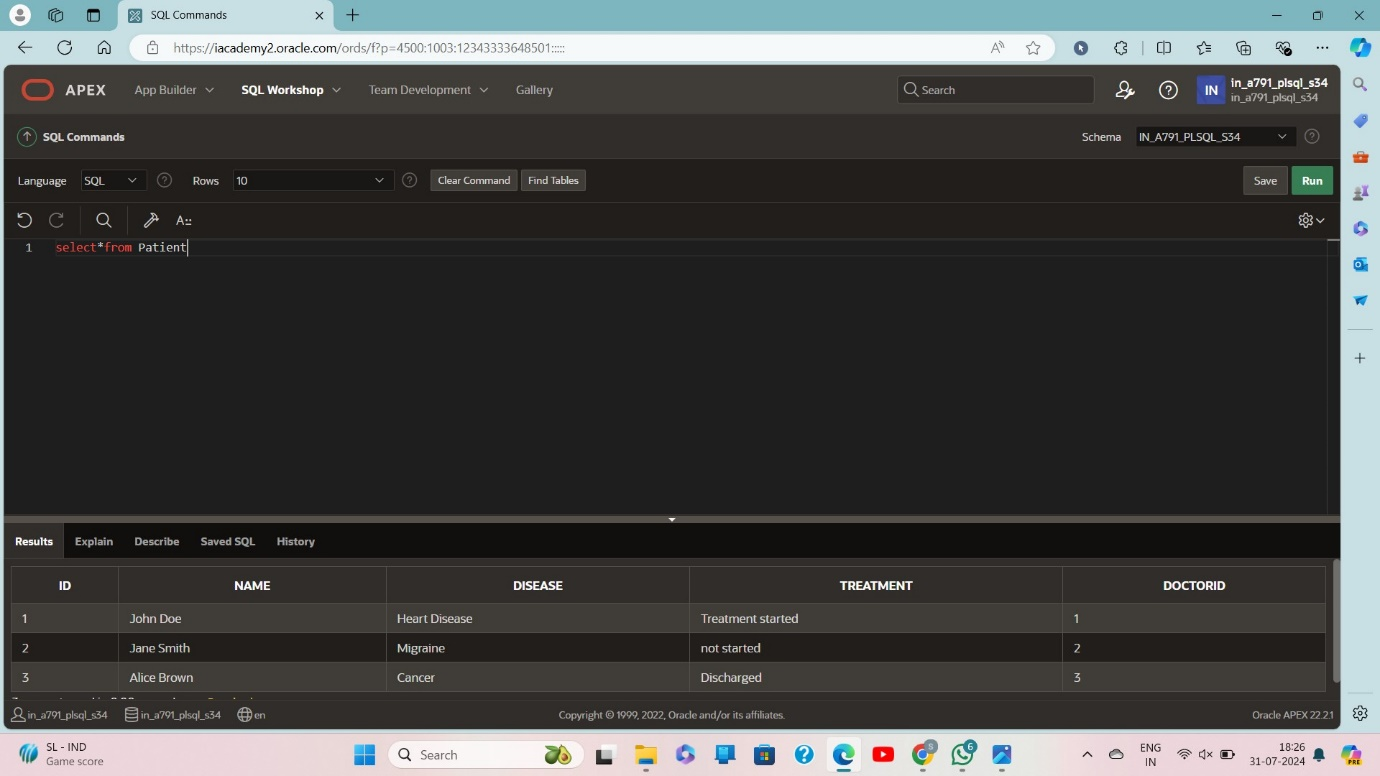 SQL Commands
https://iacademy2.oracle.com/ords/f?p=4500:1003:12343333648501:::::
APEX App Builder SQL Workshop Team Development Gallery Search IN in_a791_plsql_s34
in_a791_plsql_s34
SQL Commands Schema IN_A791_PLSQL_S34
Language SQL Rows 10 Clear Command Find Tables Save Run
1 select*from Patient
Results Explain Describe Saved SQL History
ID NAME DISEASE TREATMENT DOCTORID
1 John Doe Heart Disease Treatment started 1
2 Jane Smith Migraine not started 2
3 Alice Brown Cancer Discharged 3
in_a791_plsql_s34 in_a791_plsql_s34 en Copyright © 1999, 2022, Oracle and/or its affiliates. Oracle APEX 22.2.1
SL - IND
Game score
Search
S
6
ENG
IN
18:26
31-07-2024
PRE